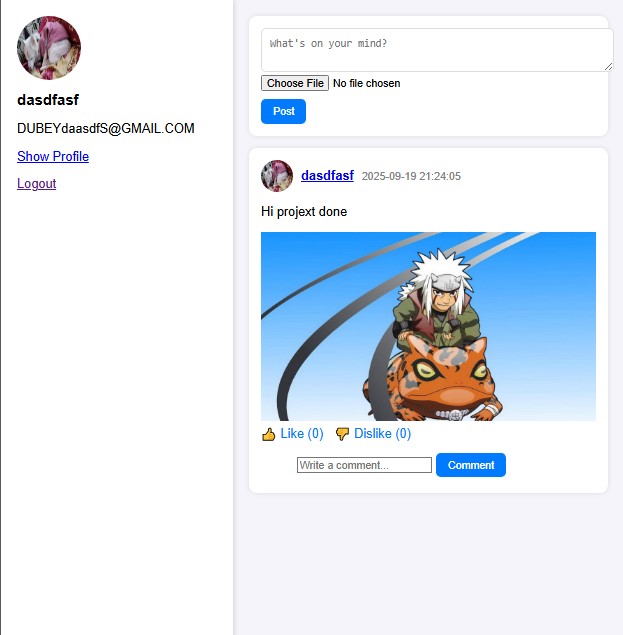 dasdfasf
DUBEYdaasdfS@GMAIL.COM
Show Profile
Logout
What's on your mind?
Choose File No file chosen
Post
dasdfasf 2025-09-19 21:24:05
Hi projext done
Like (0) Dislike (0)
Write a comment... Comment